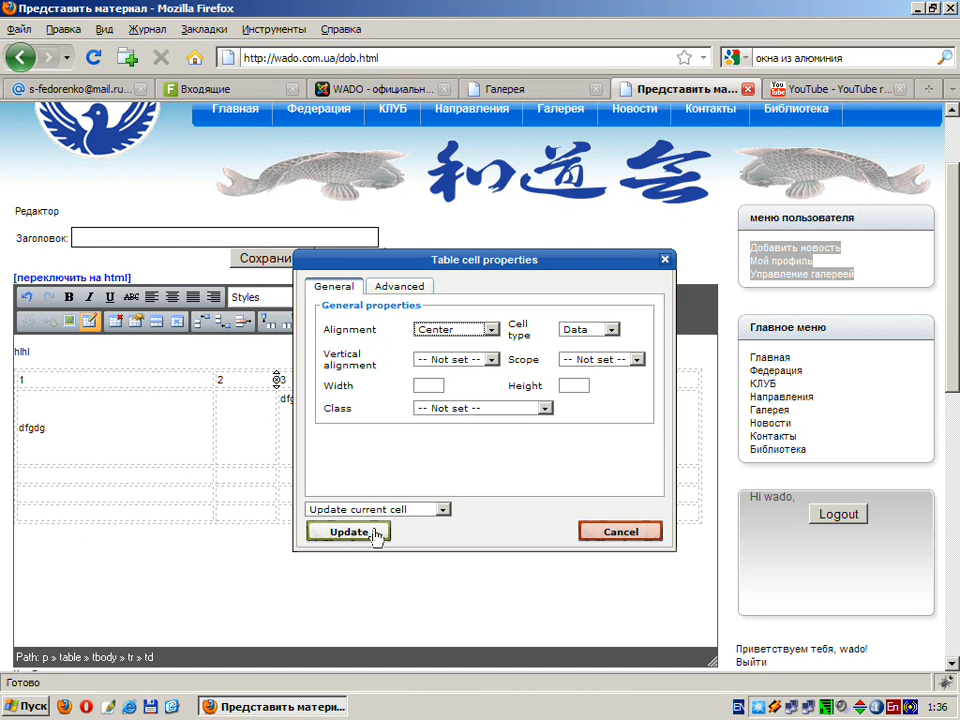 Представить материал - Mozilla Firefox
Файл Правка Вид Журнал Закладки Инструменты Справка
http://wado.com.ua/dob.html
окна из алюминия
s-fedorenko@mail.ru...
Входящие
WADO - официальн...
Галерея
Представить ма...
YouTube - YouTube r...
Главная Федерация КЛУБ Направления Галерея Новости Контакты Библиотека
和道会
Редактор
Заголовок:
Сохрани
[переключить на html]
B I U ABC Styles
hlhl
1 2 3
dfg
dfgdg
Path: p » table » tbody » tr » td
Table cell properties
General Advanced
General properties
Alignment Center Cell type Data
Vertical alignment -- Not set -- Scope -- Not set --
Width Height
Class -- Not set --
Update current cell
Update Cancel
меню пользователя
Добавить новость
Мой профиль
Управление галереей
Главное меню
Главная
Федерация
КЛУБ
Направления
Галерея
Новости
Контакты
Библиотека
Hi wado,
Logout
Приветствуем тебя, wado!
Выйти
Готово
Пуск
Представить матери...
EN
En
1:36